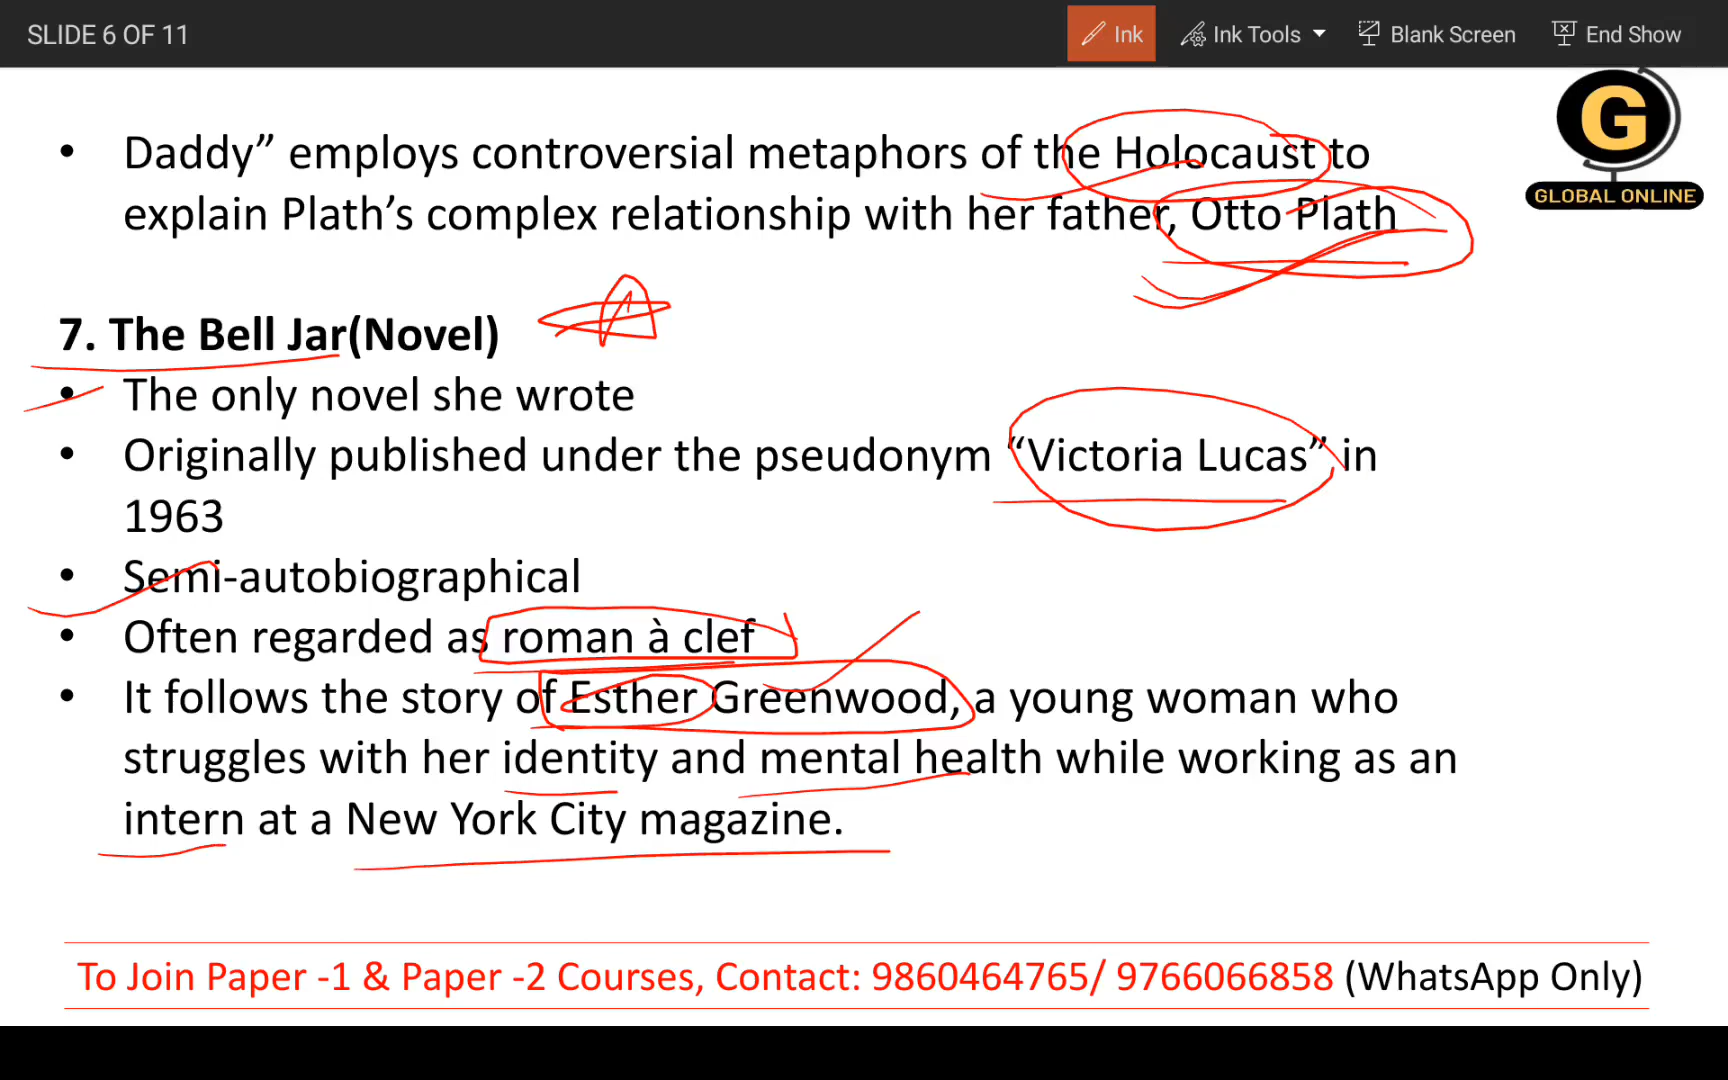 SLIDE 6 OF 11
Ink
Ink Tools
Blank Screen
End Show
G
GLOBAL ONLINE
• Daddy” employs controversial metaphors of the Holocaust to
explain Plath’s complex relationship with her father, Otto Plath
7. The Bell Jar(Novel)
• The only novel she wrote
• Originally published under the pseudonym “Victoria Lucas” in
1963
• Semi-autobiographical
• Often regarded as roman à clef
• It follows the story of Esther Greenwood, a young woman who
struggles with her identity and mental health while working as an
intern at a New York City magazine.
To Join Paper -1 & Paper -2 Courses, Contact: 9860464765/ 9766066858 (WhatsApp Only)